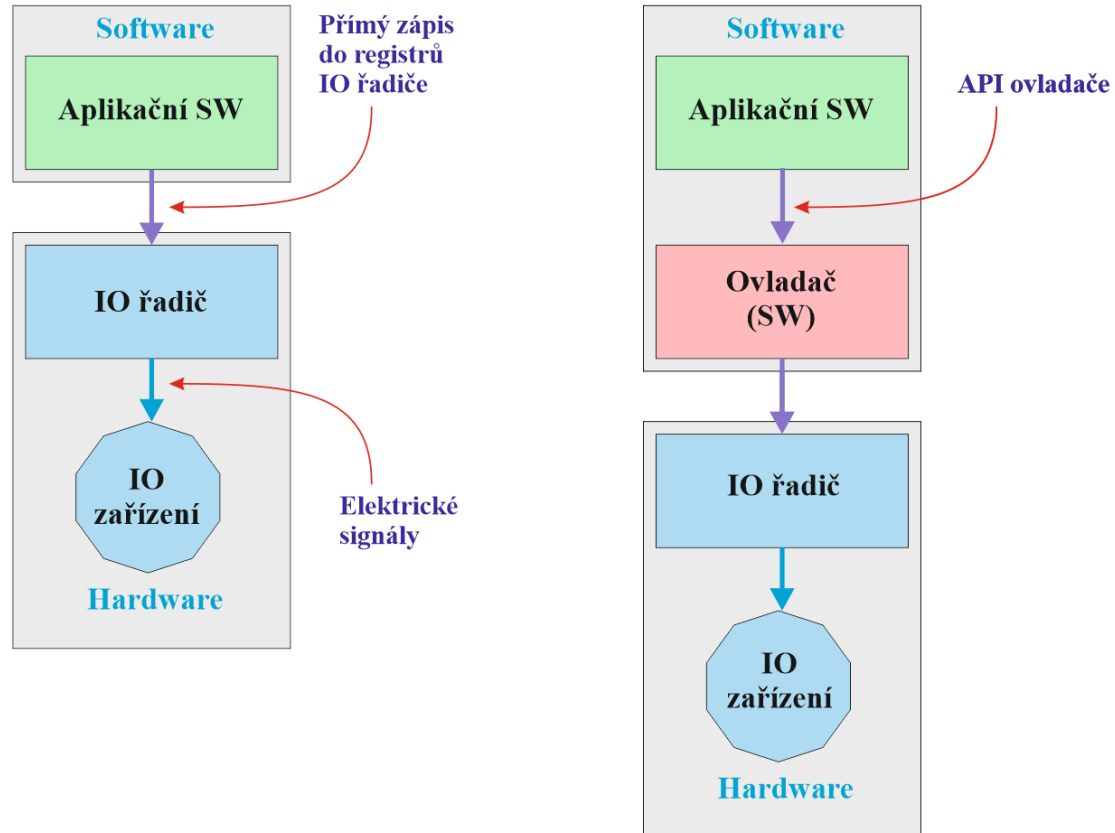 Software
Aplikační SW
Přímý zápis
do registrů
IO řadiče
IO řadič
IO
zařízení
Elektrické
signály
Hardware
Software
Aplikační SW
API ovladače
Ovladač
(SW)
IO řadič
IO
zařízení
Hardware